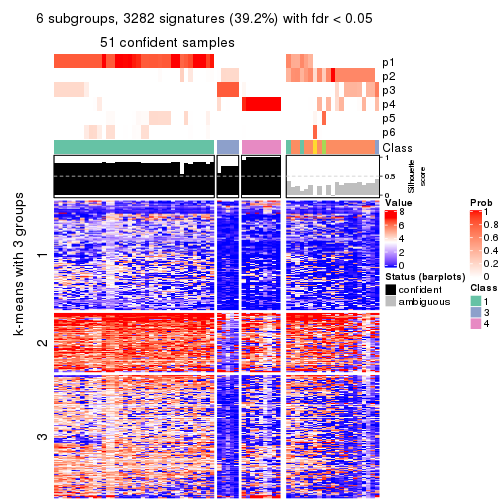 6 subgroups, 3282 signatures (39.2%) with fdr < 0.05
51 confident samples
p1
p2
p3
p4
p5
p6
Class
1
0.5
0
Silhouette
score
k-means with 3 groups
1
2
3
Value
8
6
4
2
0
Status (barplots)
confident
ambiguous
Prob
1
0.8
0.6
0.4
0.2
0
Class
1
3
4